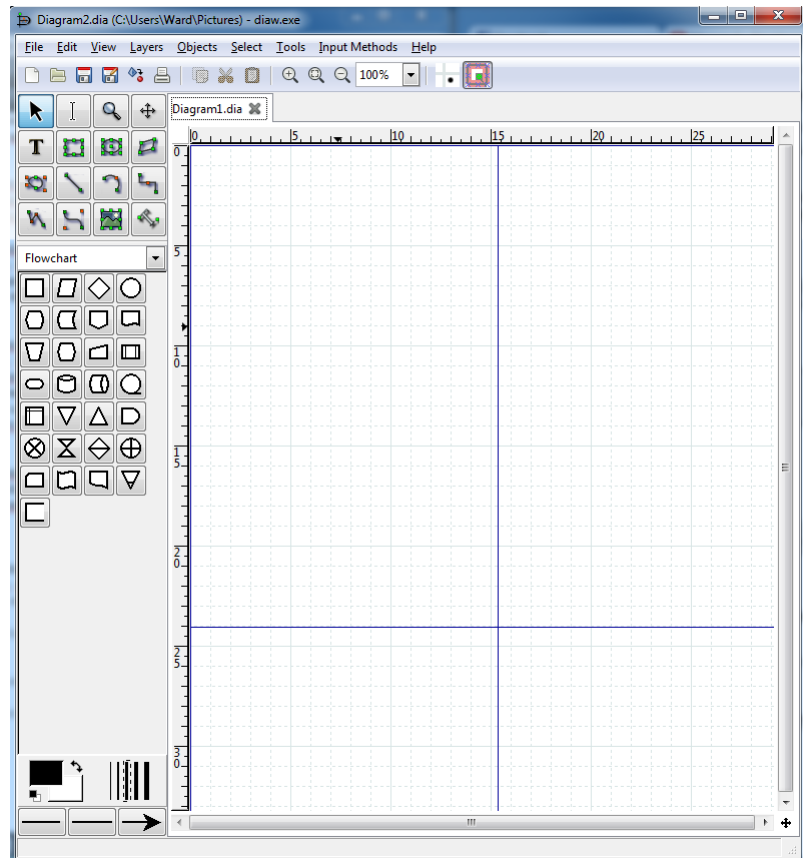 Diagram2.dia (C:\Users\Ward\Pictures) - diaw.exe
File Edit View Layers Objects Select Tools Input Methods Help
100%
Diagram1.dia
0 5 10 15 20 25
T
0
5
10
15
20
25
30
Flowchart